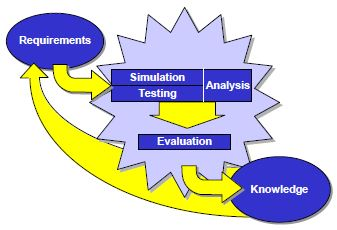 Requirements
Simulation
Testing
Analysis
Evaluation
Knowledge